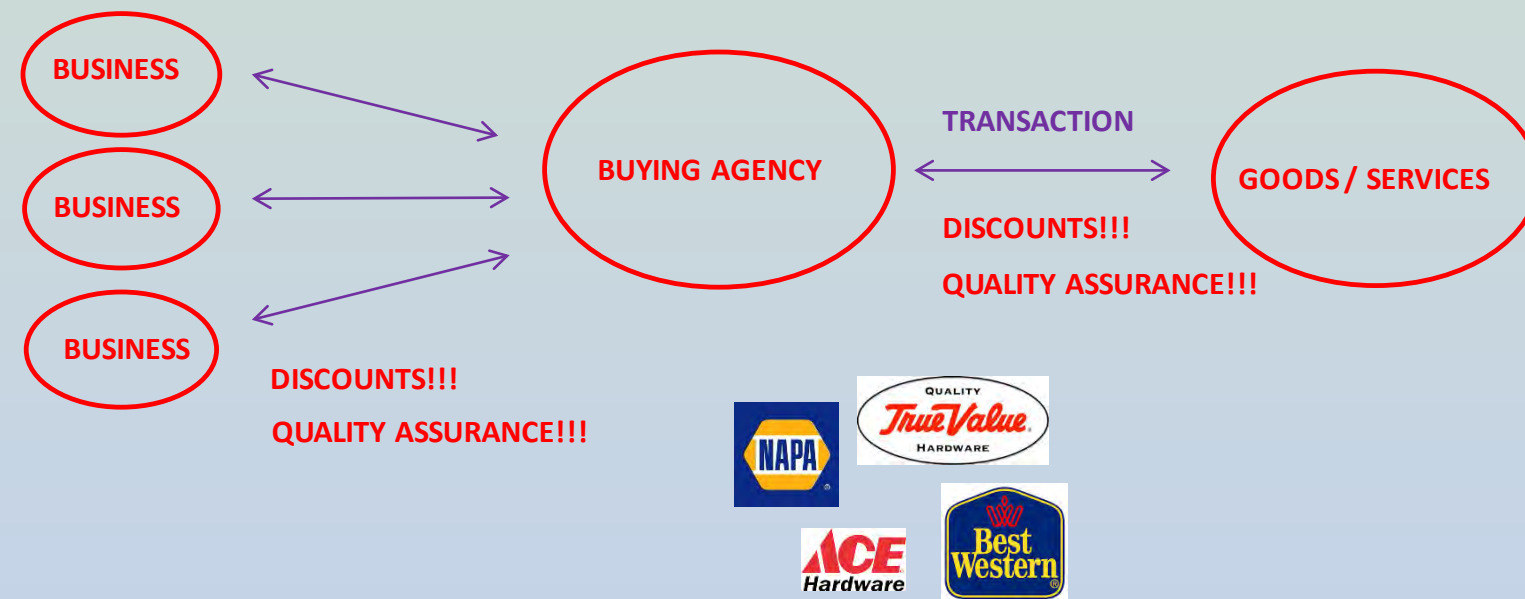 BUSINESS
BUSINESS
BUSINESS
BUYING AGENCY
TRANSACTION
GOODS / SERVICES
DISCOUNTS!!!
QUALITY ASSURANCE!!!
DISCOUNTS!!!
QUALITY ASSURANCE!!!
NAPA
®
QUALITY
True Value®
HARDWARE
ACE
Hardware
Best
Western
®